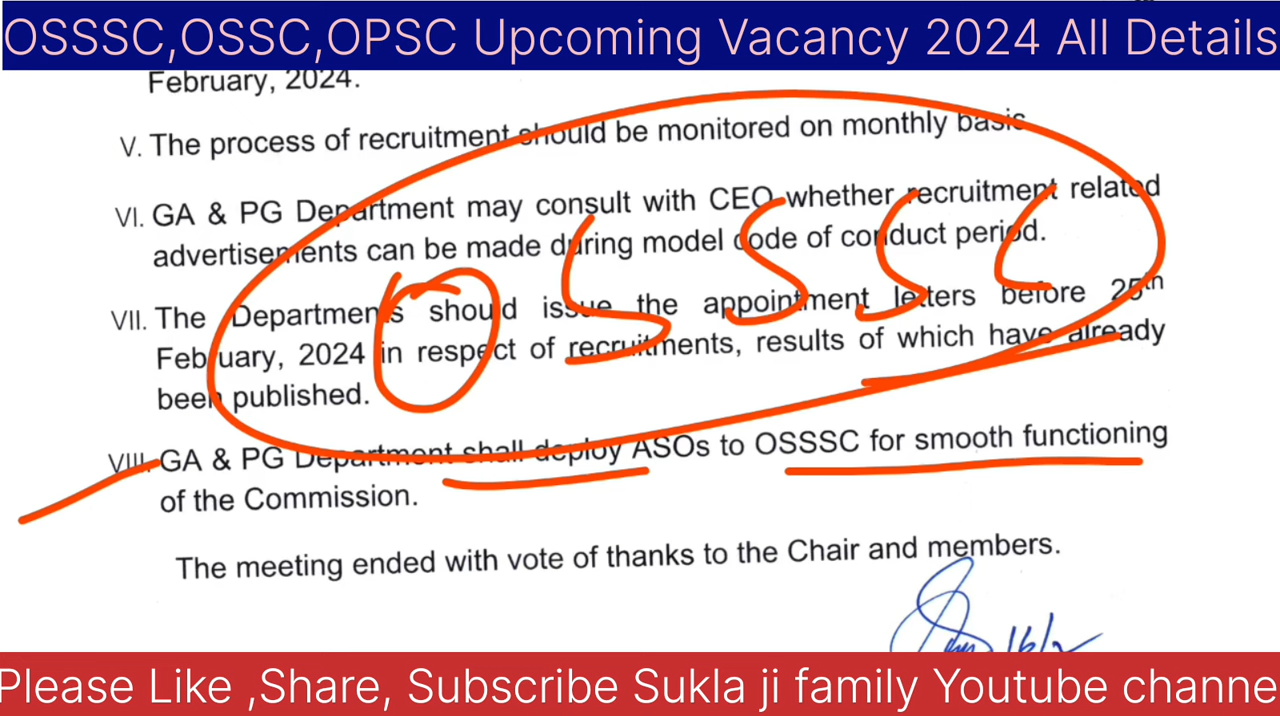 OSSSC,OSSC,OPSC Upcoming Vacancy 2024 All Details
February, 2024.
V. The process of recruitment should be monitored on monthly basis
VI. GA & PG Department may consult with CEO whether recruitment related
advertisements can be made during model code of conduct period.
VII. The Departments should issue the appointment letters before 25th
February, 2024 in respect of recruitments, results of which have already
been published.
OSSSC
VIII. GA & PG Department shall deploy ASOs to OSSSC for smooth functioning
of the Commission.
The meeting ended with vote of thanks to the Chair and members.
16/2
Please Like ,Share, Subscribe Sukla ji family Youtube channe